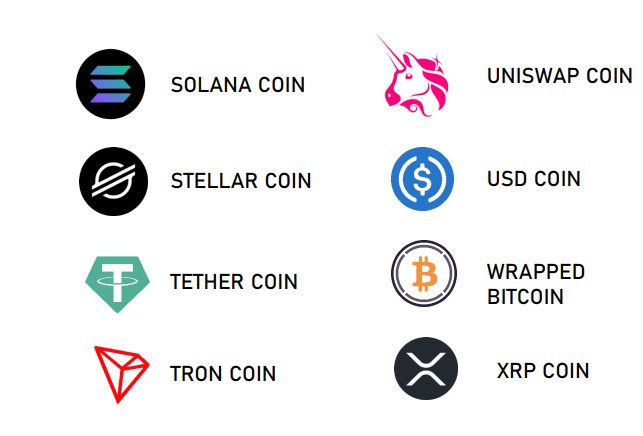 SOLANA COIN
STELLAR COIN
TETHER COIN
TRON COIN
UNISWAP COIN
USD COIN
WRAPPED
BITCOIN
XRP COIN